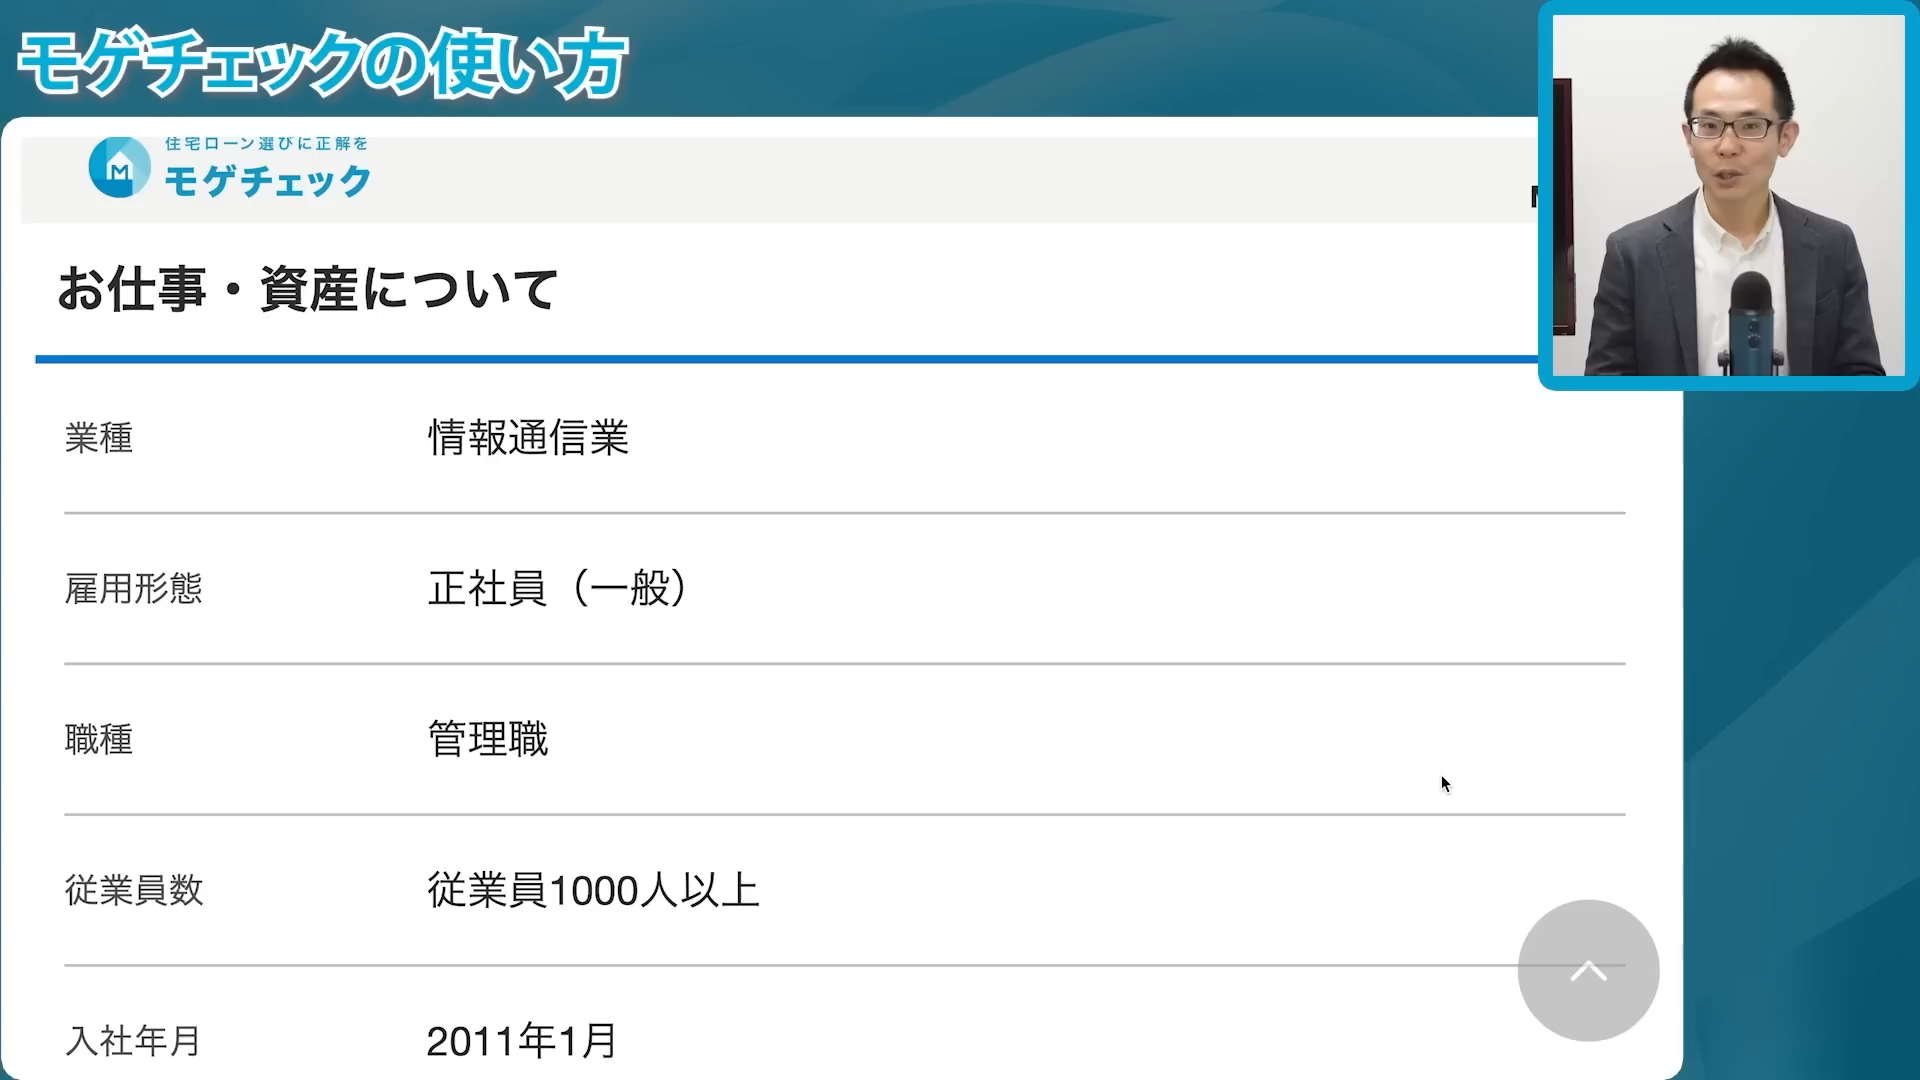 モゲチェックの使い方
住宅ローン選びに正解を
モゲチェック
お仕事・資産について
業種 情報通信業
雇用形態 正社員（一般）
職種 管理職
従業員数 従業員1000人以上
入社年月 2011年1月